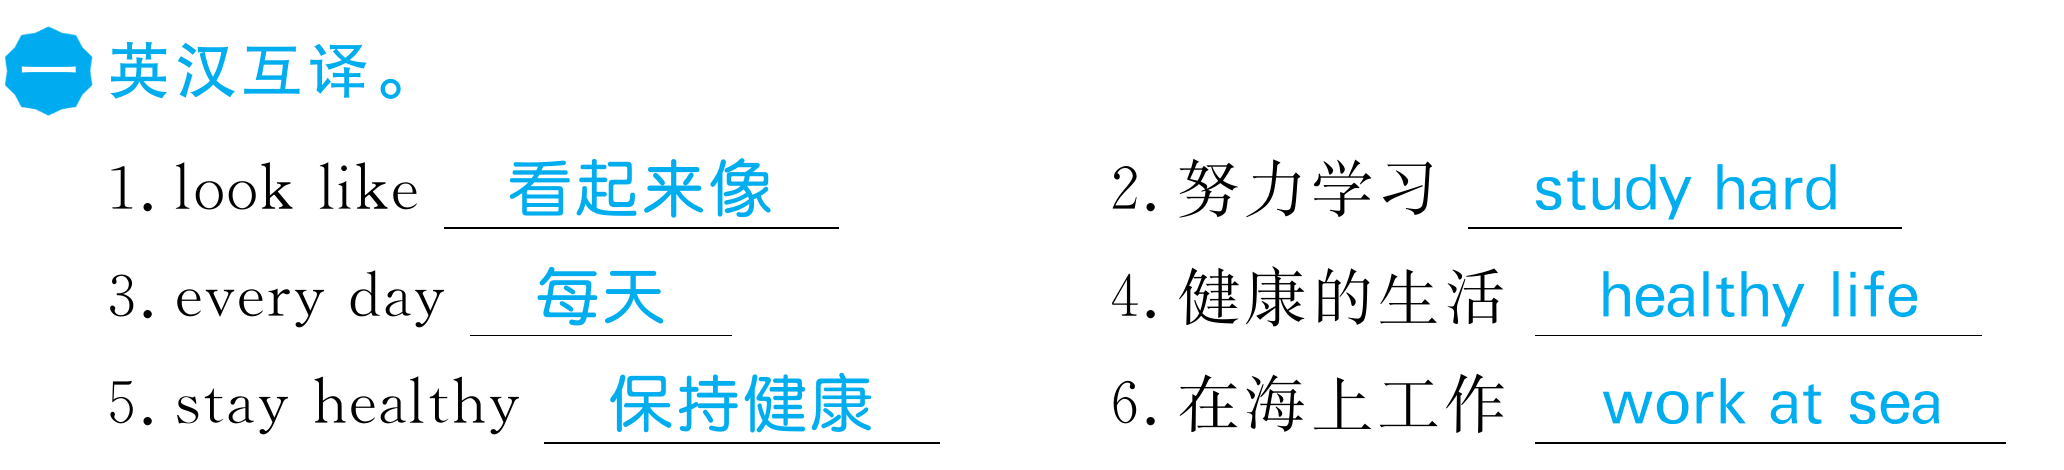 一 英汉互译。
1. look like 看起来像 2. 努力学习 study hard
3. every day 每天 4. 健康的生活 healthy life
5. stay healthy 保持健康 6. 在海上工作 work at sea